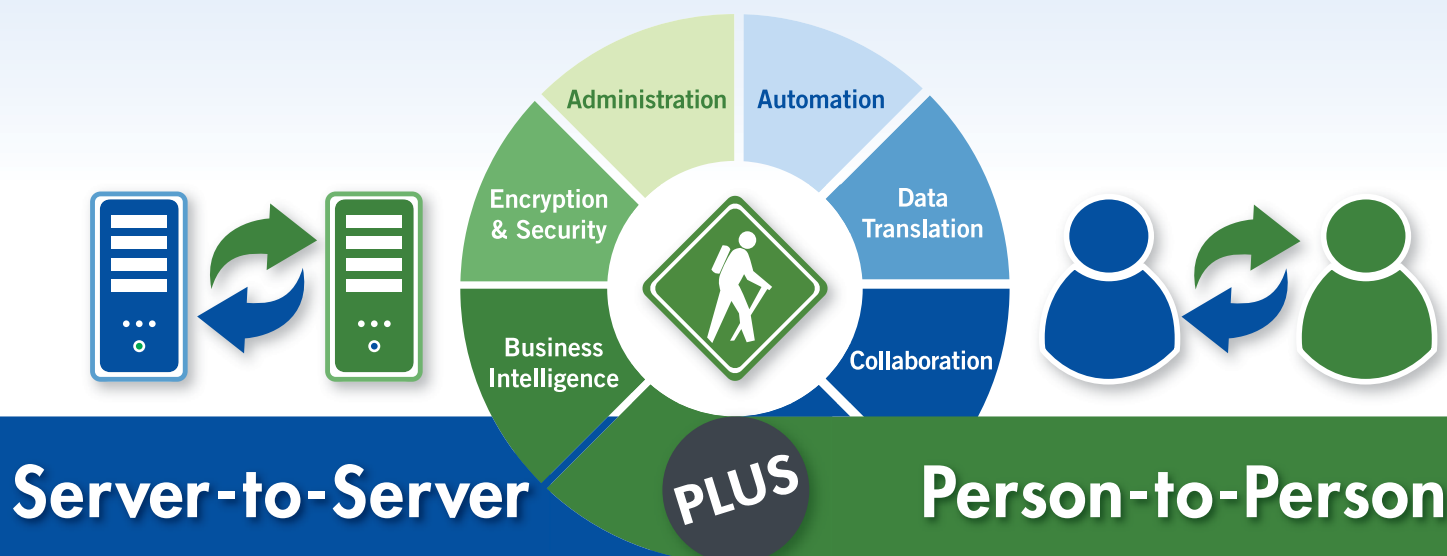 Administration
Automation
Encryption
& Security
Data
Translation
Business
Intelligence
Collaboration
Server-to-Server
PLUS
Person-to-Person